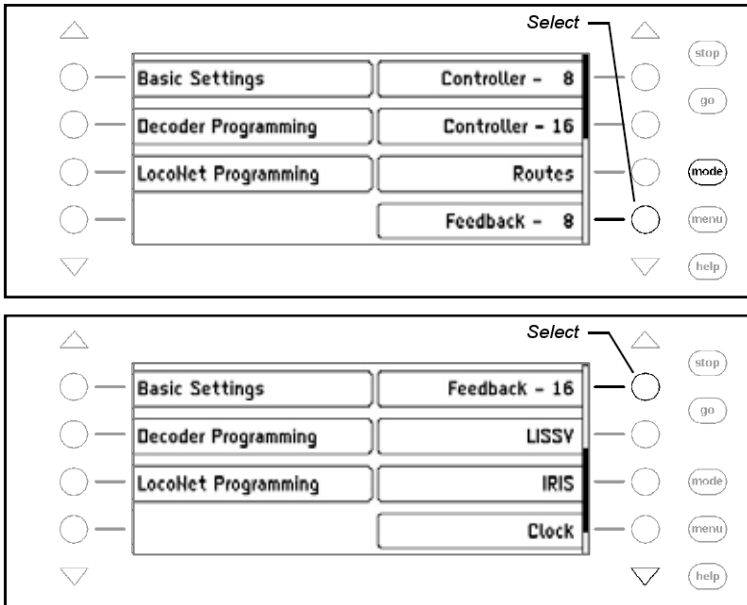 Select
stop
Basic Settings
Controller - 8
go
Decoder Programming
Controller - 16
LocoNet Programming
Routes
mode
Feedback - 8
menu
help
Select
stop
Basic Settings
Feedback - 16
go
Decoder Programming
LISSY
LocoNet Programming
IRIS
mode
Clock
menu
help